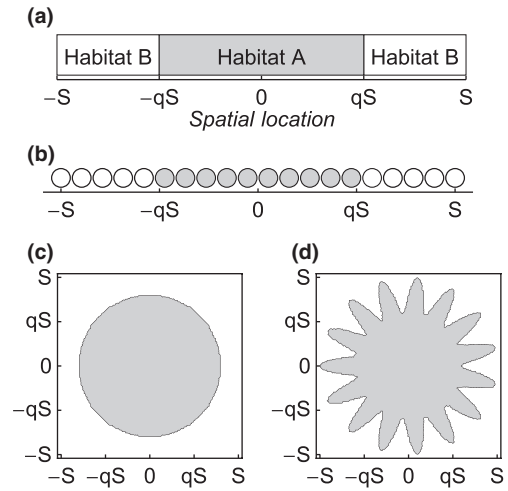 (a)
Habitat B Habitat A Habitat B
−S −qS 0 qS S
Spatial location
(b)
−S −qS 0 qS S
(c) (d)
S S
qS qS
0 0
−qS −qS
−S −S
−S −qS 0 qS S −S −qS 0 qS S